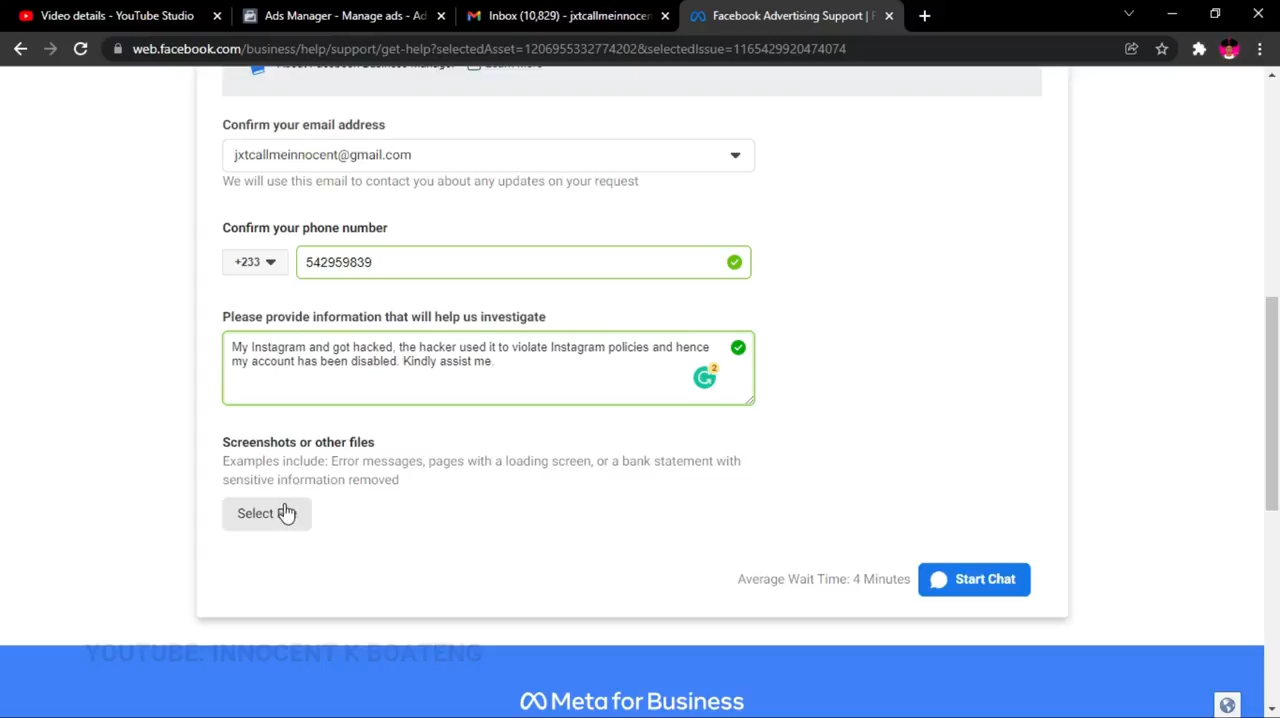 Video details - YouTube Studio
Ads Manager - Manage ads - Ad
Inbox (10,829) - jxtcallmeinnocen
Facebook Advertising Support | F
web.facebook.com/business/help/support/get-help?selectedAsset=1206955332774202&selectedIssue=1165429920474074
Confirm your email address
jxtcallmeinnocent@gmail.com
We will use this email to contact you about any updates on your request
Confirm your phone number
+233
542959839
Please provide information that will help us investigate
My Instagram and got hacked, the hacker used it to violate Instagram policies and hence
my account has been disabled. Kindly assist me.
2
Screenshots or other files
Examples include: Error messages, pages with a loading screen, or a bank statement with
sensitive information removed
Select
Average Wait Time: 4 Minutes
Start Chat
YOUTUBE: INNOCENT K BOATENG
Meta for Business